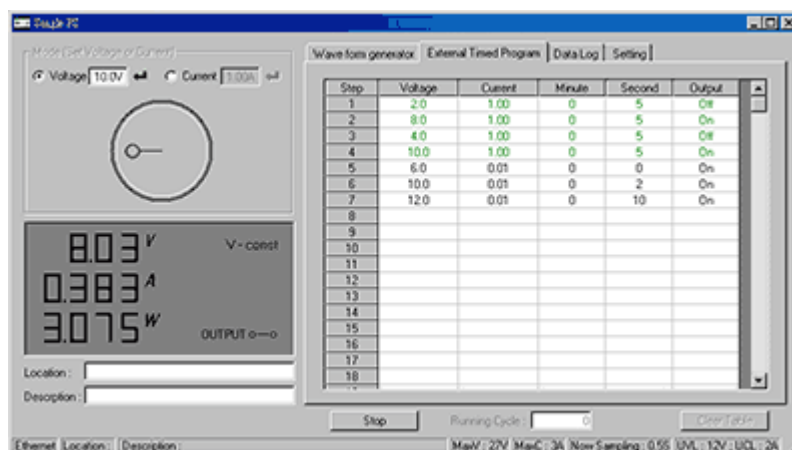 Single PS
Mode (Set Voltage or Current)
Voltage 10.0V Current 1.00A
8.03 V V-const
0.383 A
3.075 W OUTPUT
Location :
Description :
Wave form generator External Timed Program Data Log Setting
Step Voltage Current Minute Second Output
1 2.0 1.00 0 5 Off
2 8.0 1.00 0 5 On
3 4.0 1.00 0 5 Off
4 10.0 1.00 0 5 On
5 6.0 0.01 0 0 On
6 10.0 0.01 0 2 On
7 12.0 0.01 0 10 On
8
9
10
11
12
13
14
15
16
17
18
Stop Running Cycle : 0 Clear Table
Ethernet Location : Description : MaxV : 27V MaxC : 3A Now Sampling : 0.5S UVL : 12V ; UCL : 2A